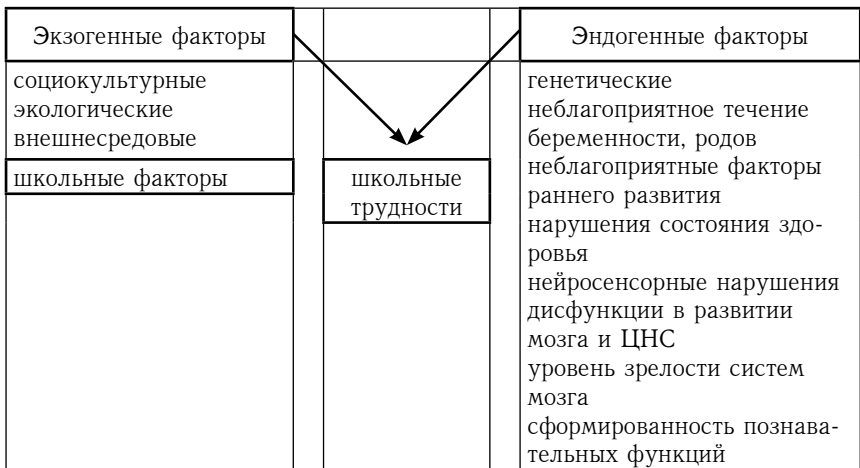 Экзогенные факторы
социокультурные
экологические
внешнесредовые
школьные факторы
школьные
трудности
Эндогенные факторы
генетические
неблагоприятное течение
беременности, родов
неблагоприятные факторы
раннего развития
нарушения состояния здо-
ровья
нейросенсорные нарушения
дисфункции в развитии
мозга и ЦНС
уровень зрелости систем
мозга
сформированность познава-
тельных функций